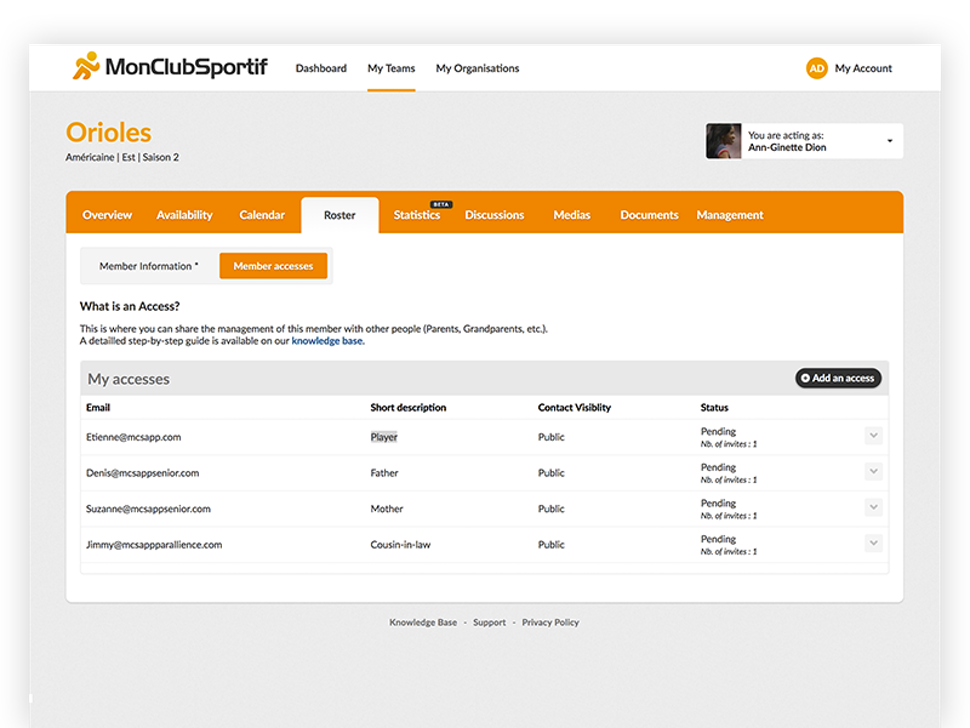 MonClubSportif
Dashboard
My Teams
My Organisations
AD
My Account
Orioles
Américaine | Est | Saison 2
You are acting as:
Ann-Ginette Dion
Overview
Availability
Calendar
Roster
Statistics
BETA
Discussions
Medias
Documents
Management
Member Information *
Member accesses
What is an Access?
This is where you can share the management of this member with other people (Parents, Grandparents, etc.).
A detailled step-by-step guide is available on our knowledge base.
My accesses
Add an access
Email
Short description
Contact Visiblity
Status
Etienne@mcsapp.com
Player
Public
Pending
Nb. of invites : 1
Denis@mcsappsenior.com
Father
Public
Pending
Nb. of invites : 1
Suzanne@mcsappsenior.com
Mother
Public
Pending
Nb. of invites : 1
Jimmy@mcsappparallience.com
Cousin-in-law
Public
Pending
Nb. of invites : 1
Knowledge Base - Support - Privacy Policy